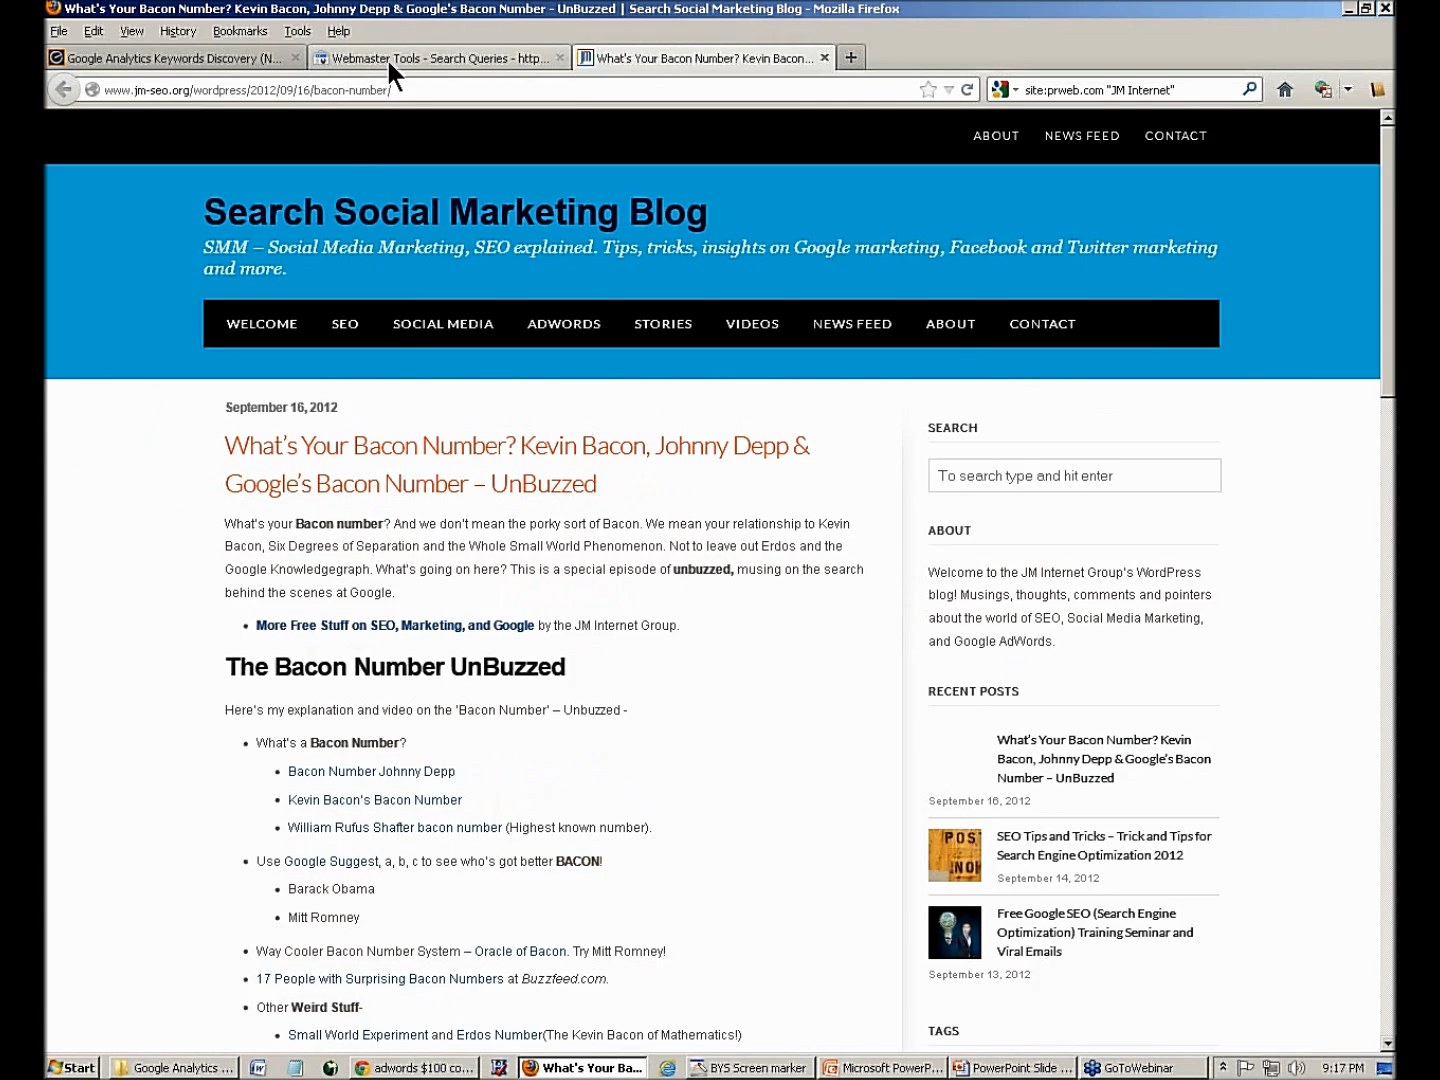 What's Your Bacon Number? Kevin Bacon, Johnny Depp & Google's Bacon Number - UnBuzzed | Search Social Marketing Blog - Mozilla Firefox
File Edit View History Bookmarks Tools Help
Google Analytics Keywords Discovery (N...
Webmaster Tools - Search Queries - http...
What's Your Bacon Number? Kevin Bacon...
www.jm-seo.org/wordpress/2012/09/16/bacon-number/
site:prweb.com "JM Internet"
ABOUT NEWS FEED CONTACT
Search Social Marketing Blog
SMM – Social Media Marketing, SEO explained. Tips, tricks, insights on Google marketing, Facebook and Twitter marketing
and more.
WELCOME SEO SOCIAL MEDIA ADWORDS STORIES VIDEOS NEWS FEED ABOUT CONTACT
September 16, 2012
What's Your Bacon Number? Kevin Bacon, Johnny Depp &
Google's Bacon Number – UnBuzzed
What's your Bacon number? And we don't mean the porky sort of Bacon. We mean your relationship to Kevin
Bacon, Six Degrees of Separation and the Whole Small World Phenomenon. Not to leave out Erdos and the
Google Knowledgegraph. What's going on here? This is a special episode of unbuzzed, musing on the search
behind the scenes at Google.
• More Free Stuff on SEO, Marketing, and Google by the JM Internet Group.
The Bacon Number UnBuzzed
Here's my explanation and video on the 'Bacon Number' – Unbuzzed -
• What's a Bacon Number?
• Bacon Number Johnny Depp
• Kevin Bacon's Bacon Number
• William Rufus Shafter bacon number (Highest known number).
• Use Google Suggest, a, b, c to see who's got better BACON!
• Barack Obama
• Mitt Romney
• Way Cooler Bacon Number System – Oracle of Bacon. Try Mitt Romney!
• 17 People with Surprising Bacon Numbers at Buzzfeed.com.
• Other Weird Stuff-
• Small World Experiment and Erdos Number(The Kevin Bacon of Mathematics!)
SEARCH
To search type and hit enter
ABOUT
Welcome to the JM Internet Group's WordPress
blog! Musings, thoughts, comments and pointers
about the world of SEO, Social Media Marketing,
and Google AdWords.
RECENT POSTS
What's Your Bacon Number? Kevin
Bacon, Johnny Depp & Google's Bacon
Number – UnBuzzed
September 16, 2012
POS
NO
SEO Tips and Tricks – Trick and Tips for
Search Engine Optimization 2012
September 14, 2012
Free Google SEO (Search Engine
Optimization) Training Seminar and
Viral Emails
September 13, 2012
TAGS
Start
Google Analytics ...
adwords $100 co...
What's Your Ba...
BYS Screen marker
Microsoft PowerP...
PowerPoint Slide ...
GoToWebinar
9:17 PM